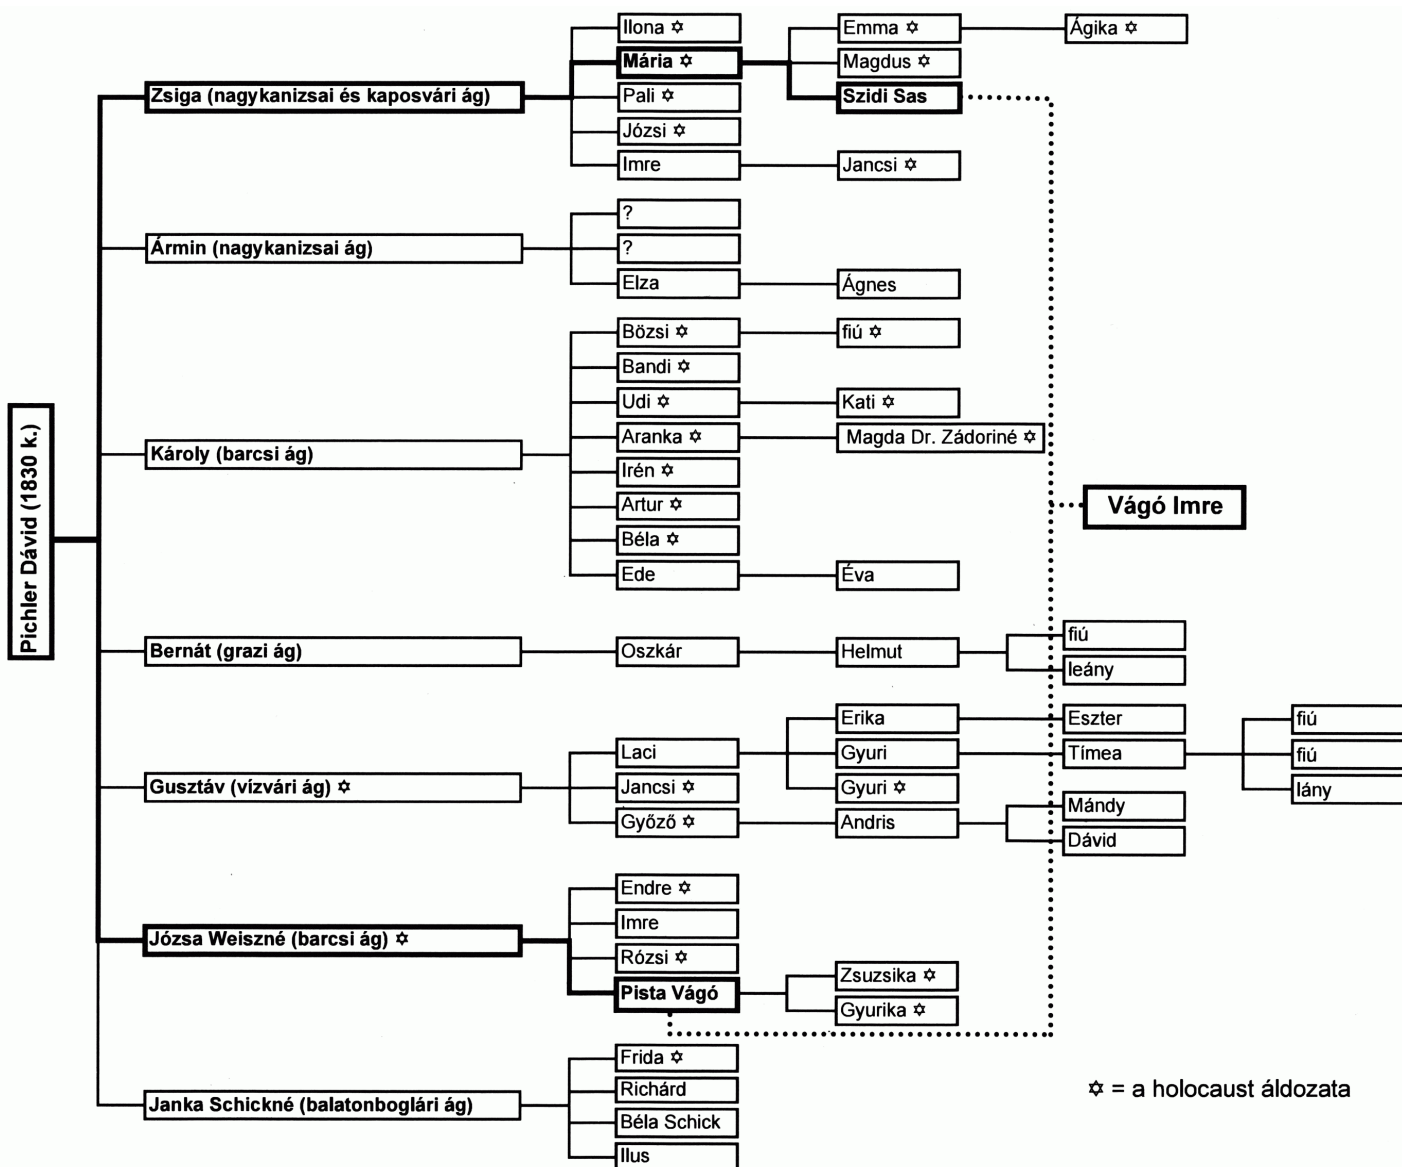 Pichler Dávid (1830 k.)
Zsiga (nagykanizsai és kaposvári ág)
Ilona ✡
Mária ✡
Emma ✡
Ágika ✡
Magdus ✡
Szidi Sas
Pali ✡
Józsi ✡
Imre
Jancsi ✡
Ármin (nagykanizsai ág)
?
?
Elza
Ágnes
Károly (barcsi ág)
Bözsi ✡
fiú ✡
Bandi ✡
Udi ✡
Kati ✡
Aranka ✡
Magda Dr. Zádoriné ✡
Irén ✡
Artur ✡
Béla ✡
Ede
Éva
Vágó Imre
Bernát (grazi ág)
Oszkár
Helmut
fiú
leány
Gusztáv (vízvári ág) ✡
Laci
Erika
Eszter
Gyuri
Tímea
fiú
fiú
lány
Gyuri ✡
Jancsi ✡
Győző ✡
Andris
Mándy
Dávid
Józsa Weiszné (barcsi ág) ✡
Endre ✡
Imre
Rózsi ✡
Pista Vágó
Zsuzsika ✡
Gyurika ✡
Janka Schickné (balatonboglári ág)
Frida ✡
Richárd
Béla Schick
Ilus
✡ = a holocaust áldozata